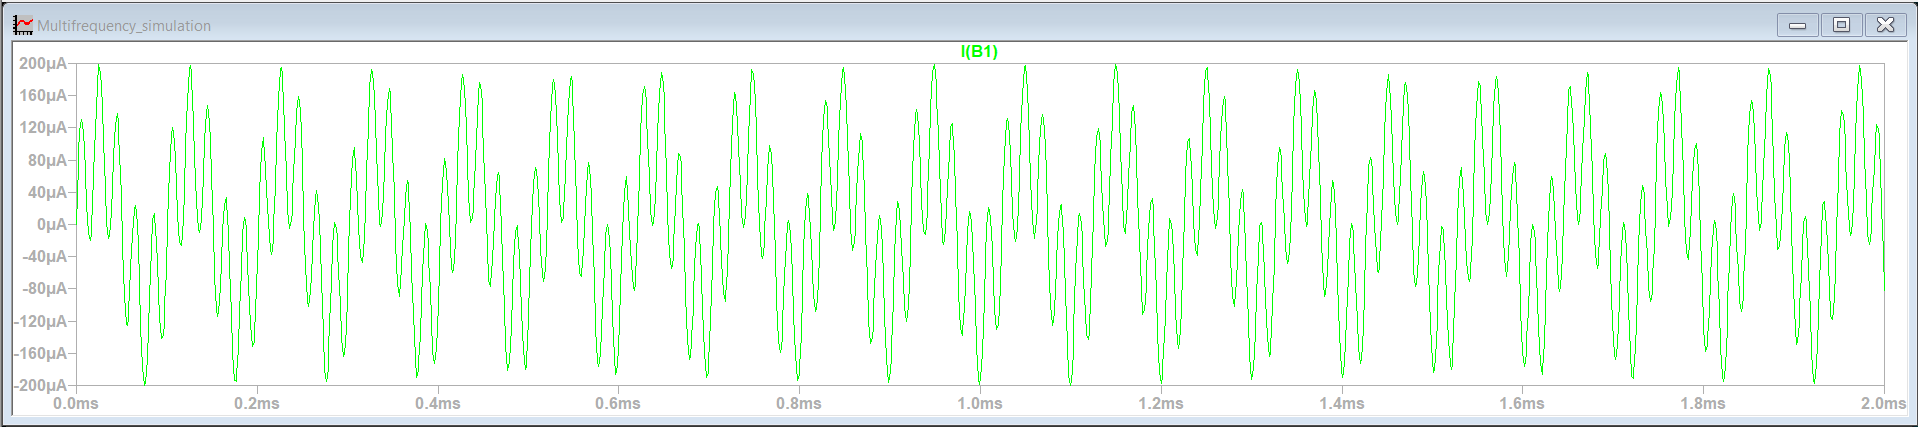 Multifrequency_simulation
I(B1)
200µA
160µA
120µA
80µA
40µA
0µA
-40µA
-80µA
-120µA
-160µA
-200µA
0.0ms 0.2ms 0.4ms 0.6ms 0.8ms 1.0ms 1.2ms 1.4ms 1.6ms 1.8ms 2.0ms